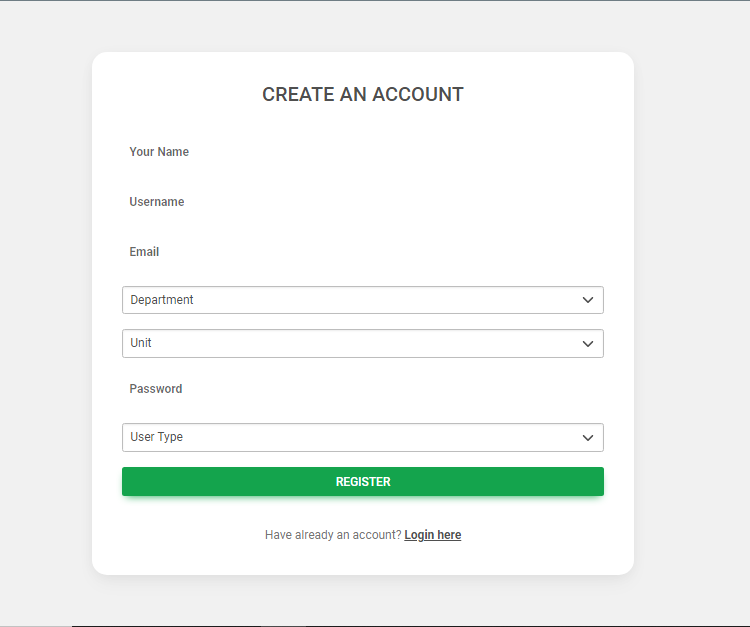 CREATE AN ACCOUNT
Your Name
Username
Email
Department
Unit
Password
User Type
REGISTER
Have already an account? Login here